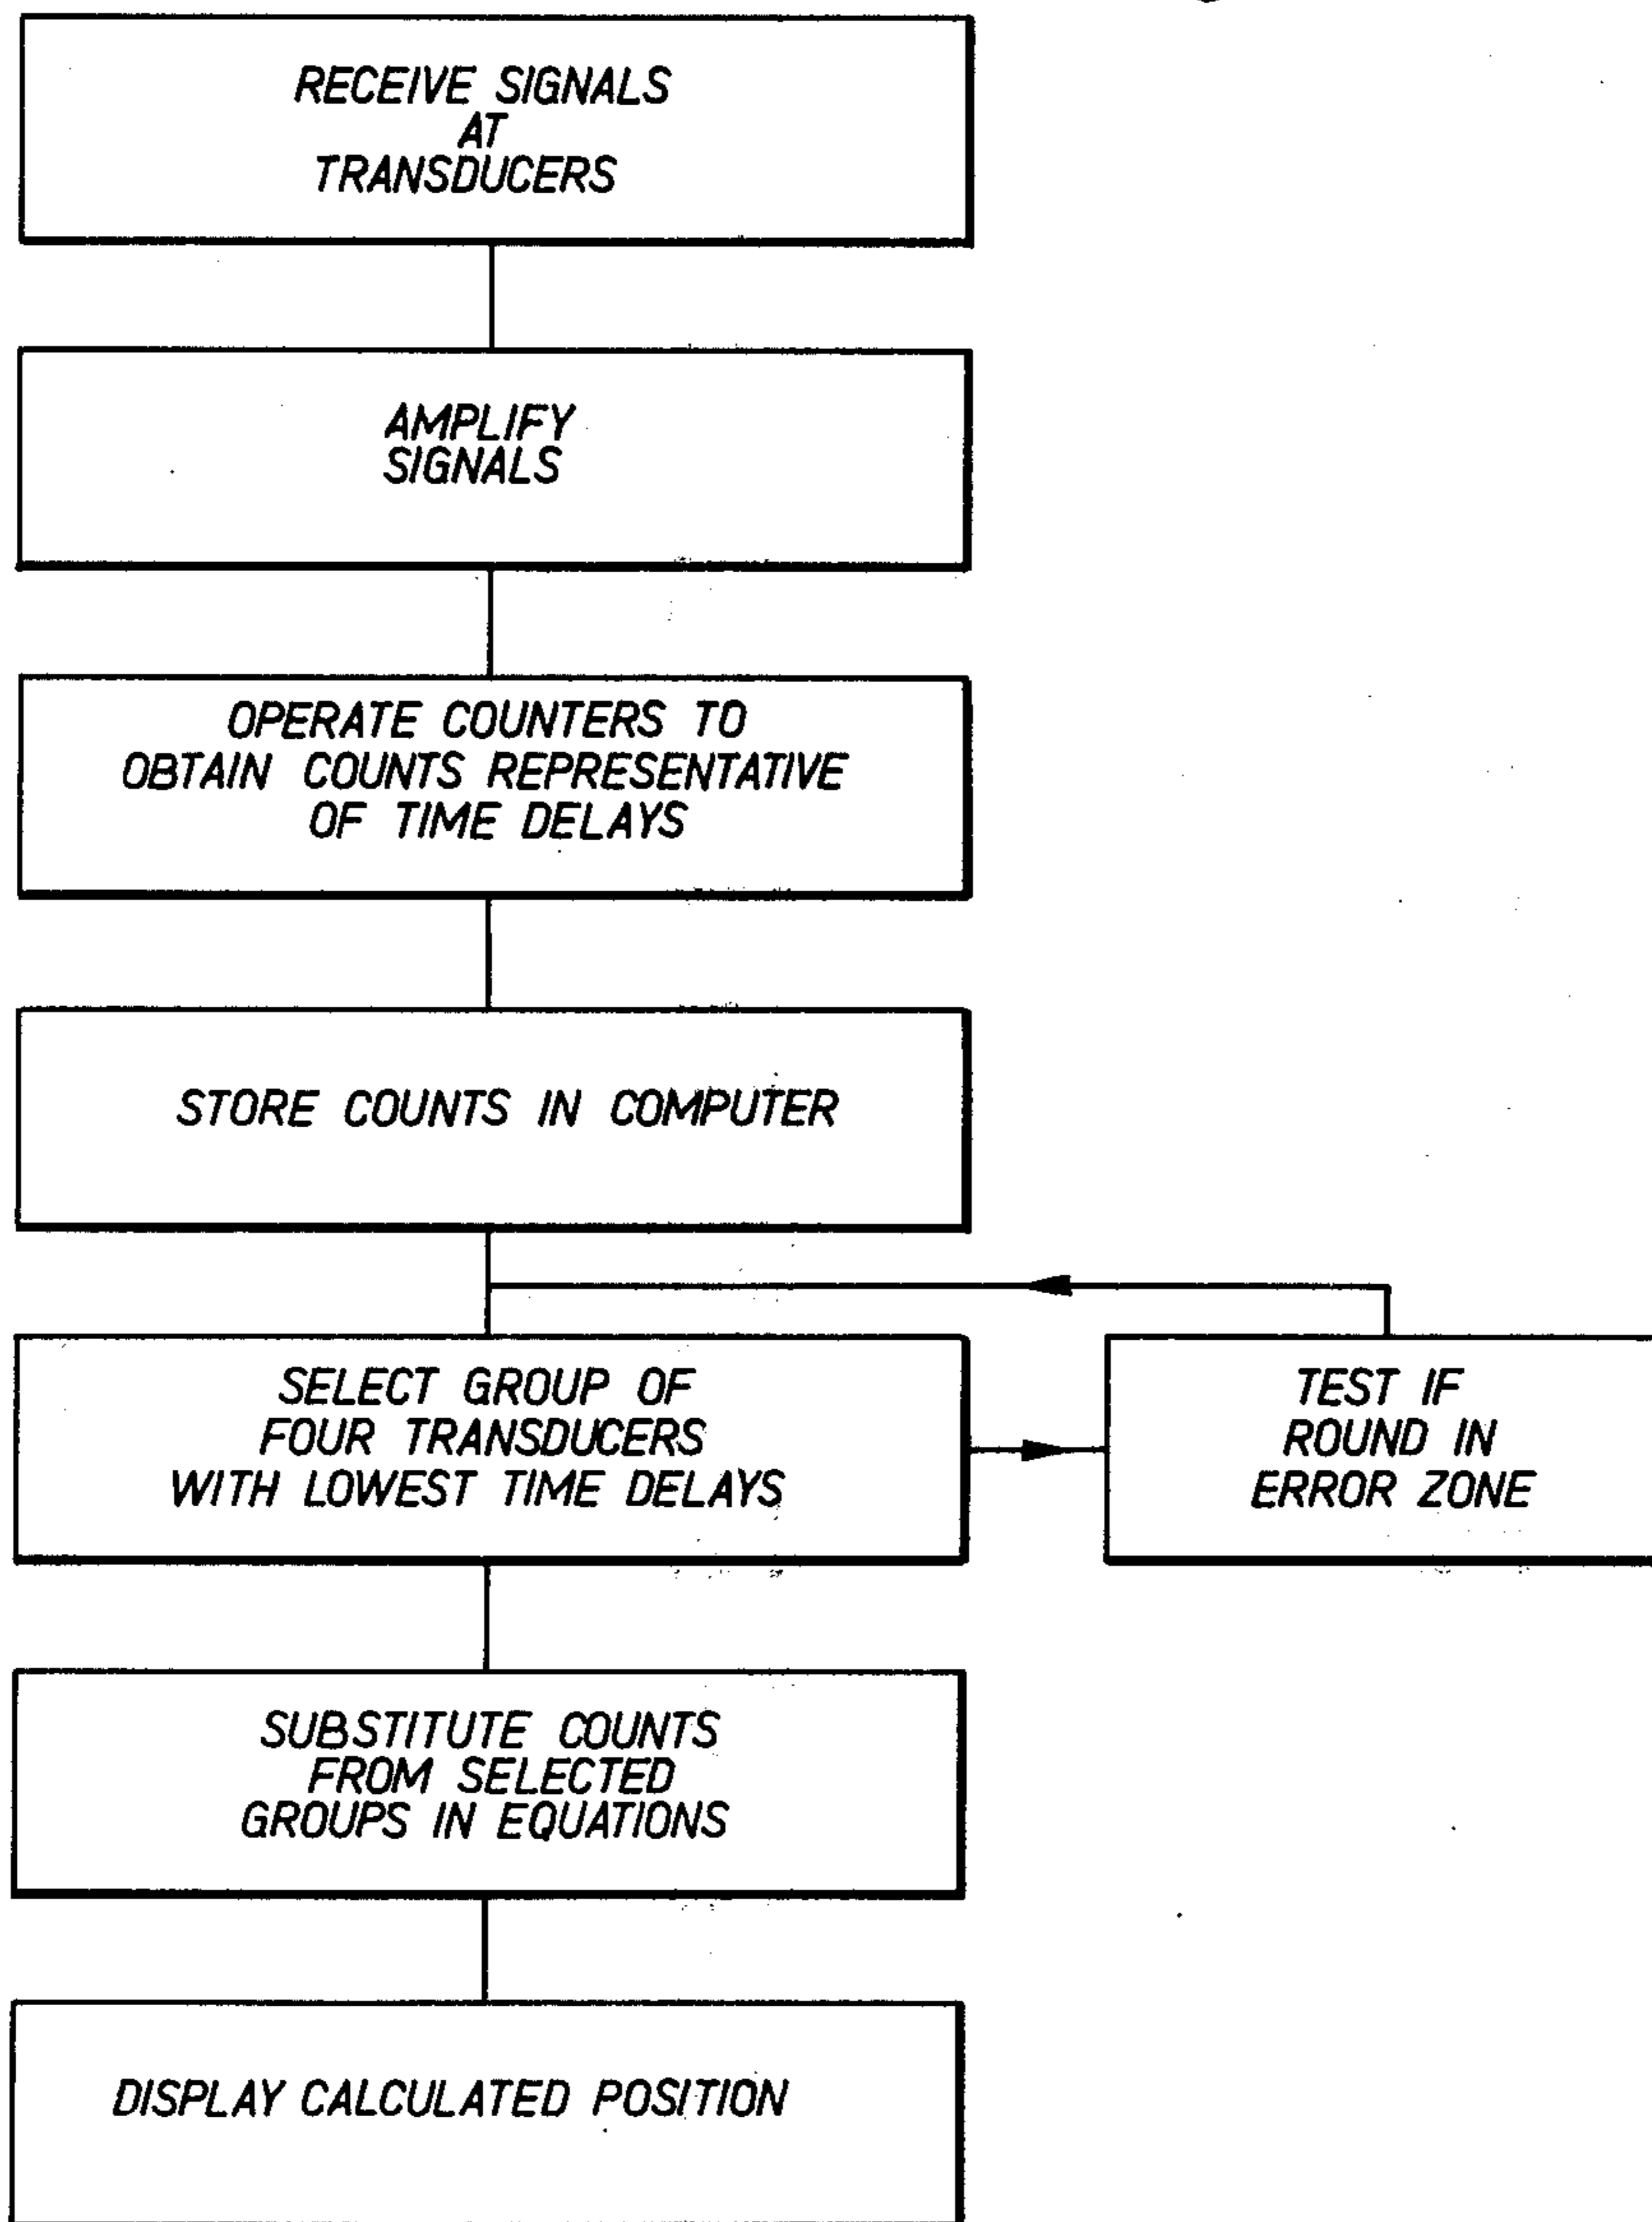 RECEIVE SIGNALS
AT
TRANSDUCERS
AMPLIFY
SIGNALS
OPERATE COUNTERS TO
OBTAIN COUNTS REPRESENTATIVE
OF TIME DELAYS
STORE COUNTS IN COMPUTER
SELECT GROUP OF
FOUR TRANSDUCERS
WITH LOWEST TIME DELAYS
TEST IF
ROUND IN
ERROR ZONE
SUBSTITUTE COUNTS
FROM SELECTED
GROUPS IN EQUATIONS
DISPLAY CALCULATED POSITION